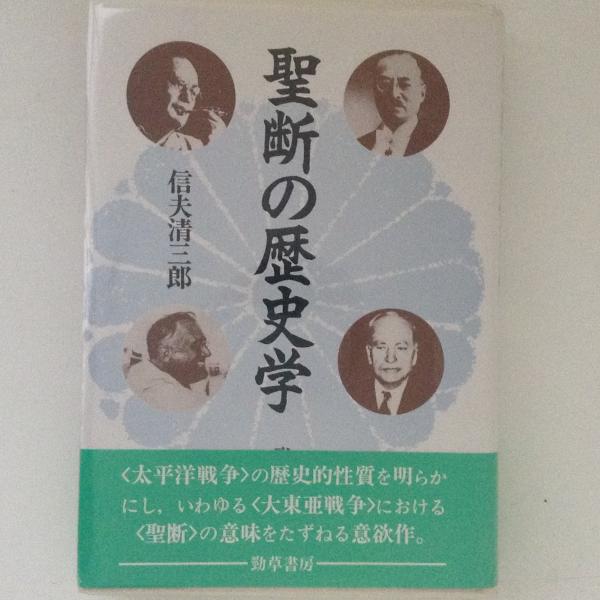 聖断の歴史学
信夫清三郎
〈太平洋戦争〉の歴史的性質を明らか
にし，いわゆる〈大東亜戦争〉における
〈聖断〉の意味をたずねる意欲作。
勁草書房